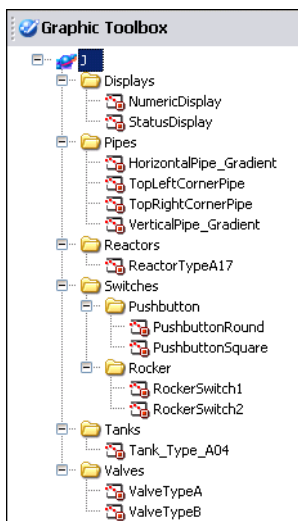 Graphic Toolbox
J
Displays
NumericDisplay
StatusDisplay
Pipes
HorizontalPipe_Gradient
TopLeftCornerPipe
TopRightCornerPipe
VerticalPipe_Gradient
Reactors
ReactorTypeA17
Switches
Pushbutton
PushbuttonRound
PushbuttonSquare
Rocker
RockerSwitch1
RockerSwitch2
Tanks
Tank_Type_A04
Valves
ValveTypeA
ValveTypeB